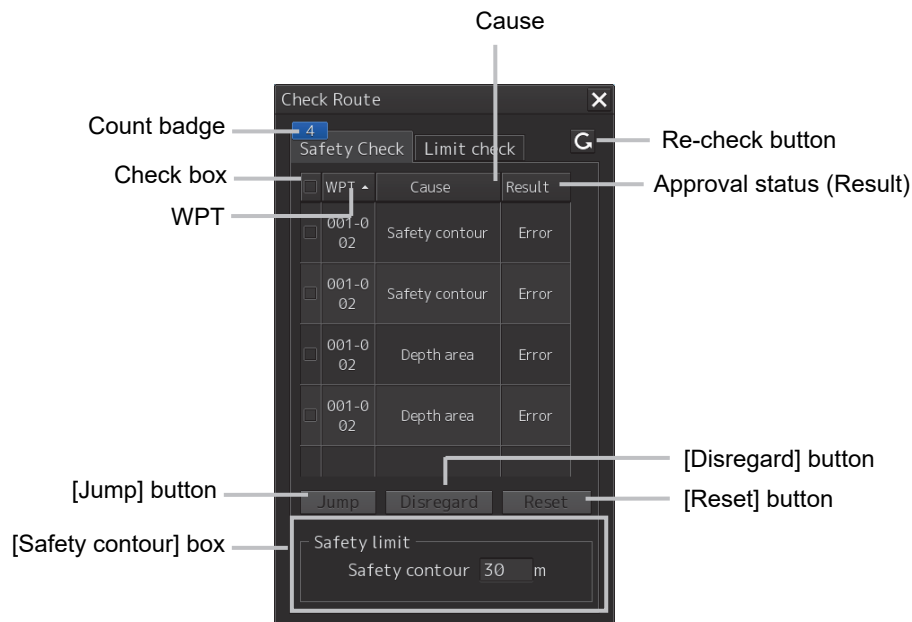 Cause
Check Route
Count badge
4
Safety Check
Limit check
Re-check button
Check box
WPT
Cause
Result
Approval status (Result)
WPT
001-0
02
Safety contour
Error
001-0
02
Safety contour
Error
001-0
02
Depth area
Error
001-0
02
Depth area
Error
[Disregard] button
[Jump] button
Jump
Disregard
Reset
[Reset] button
[Safety contour] box
Safety limit
Safety contour 30 m